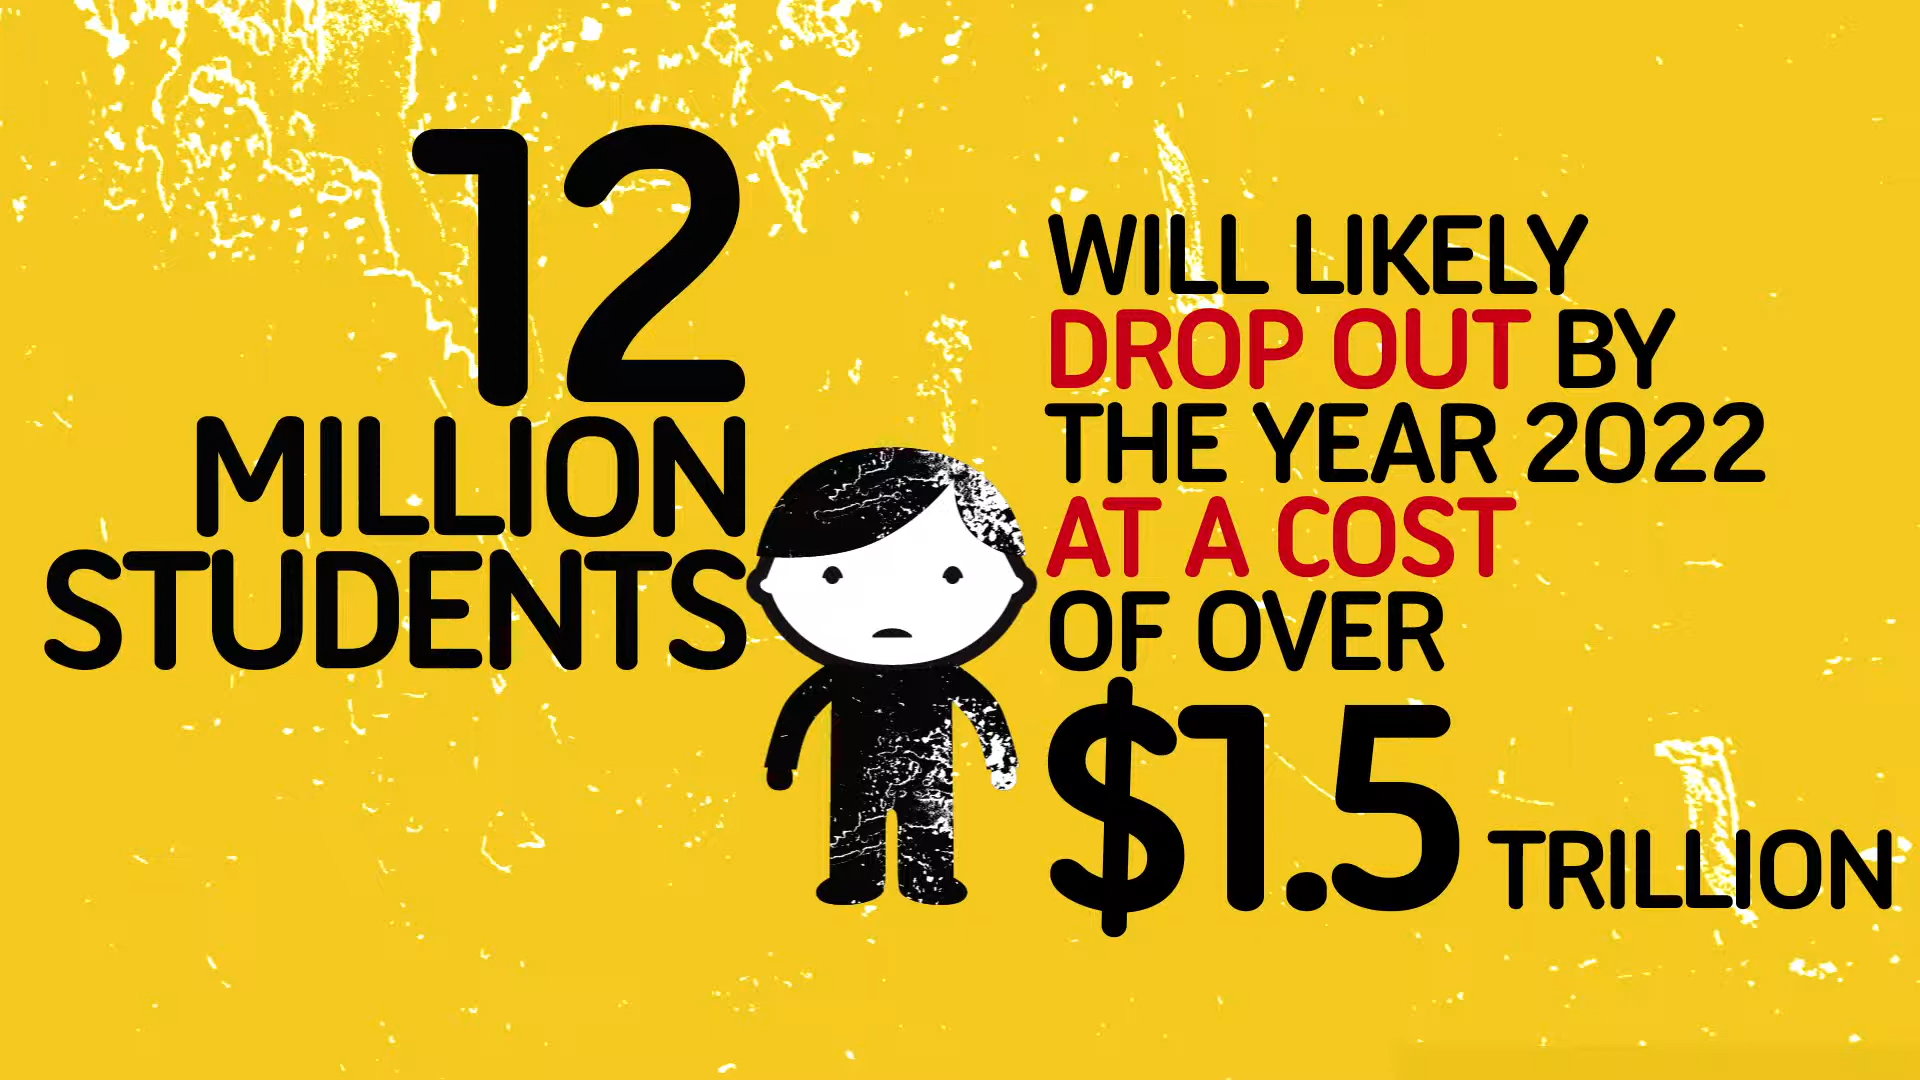 12
MILLION
STUDENTS
WILL LIKELY
DROP OUT BY
THE YEAR 2022
AT A COST
OF OVER
$1.5 TRILLION